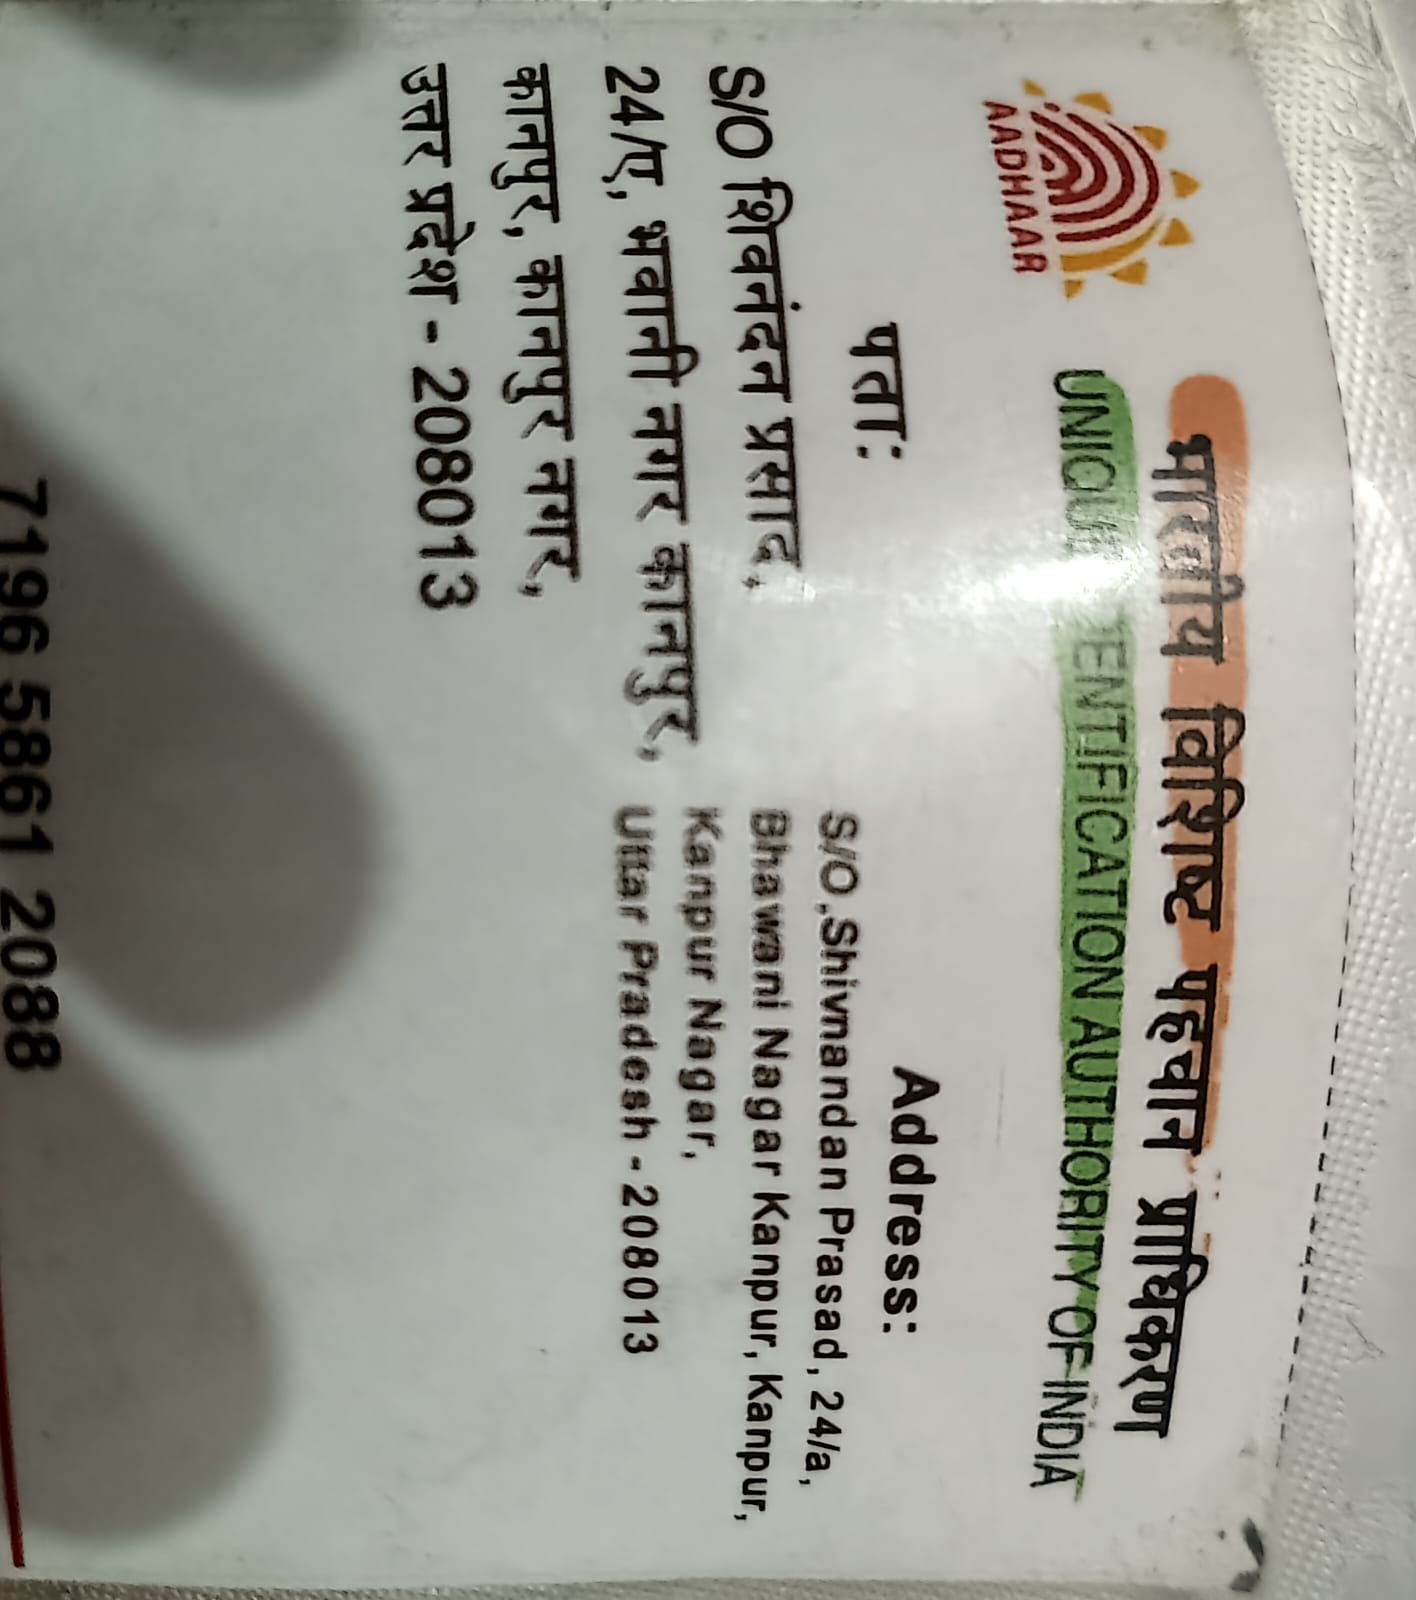 भारतीय विशिष्ट पहचान प्राधिकरण
UNIQUE IDENTIFICATION AUTHORITY OF INDIA
AADHAAR
पता:
S/O शिवनंदन प्रसाद,
24/ए, भवानी नगर कानपुर,
कानपुर, कानपुर नगर,
उत्तर प्रदेश - 208013
Address:
S/O,Shivnandan Prasad, 24/a,
Bhawani Nagar Kanpur, Kanpur,
Kanpur Nagar,
Uttar Pradesh - 208013
7196 5861 2088